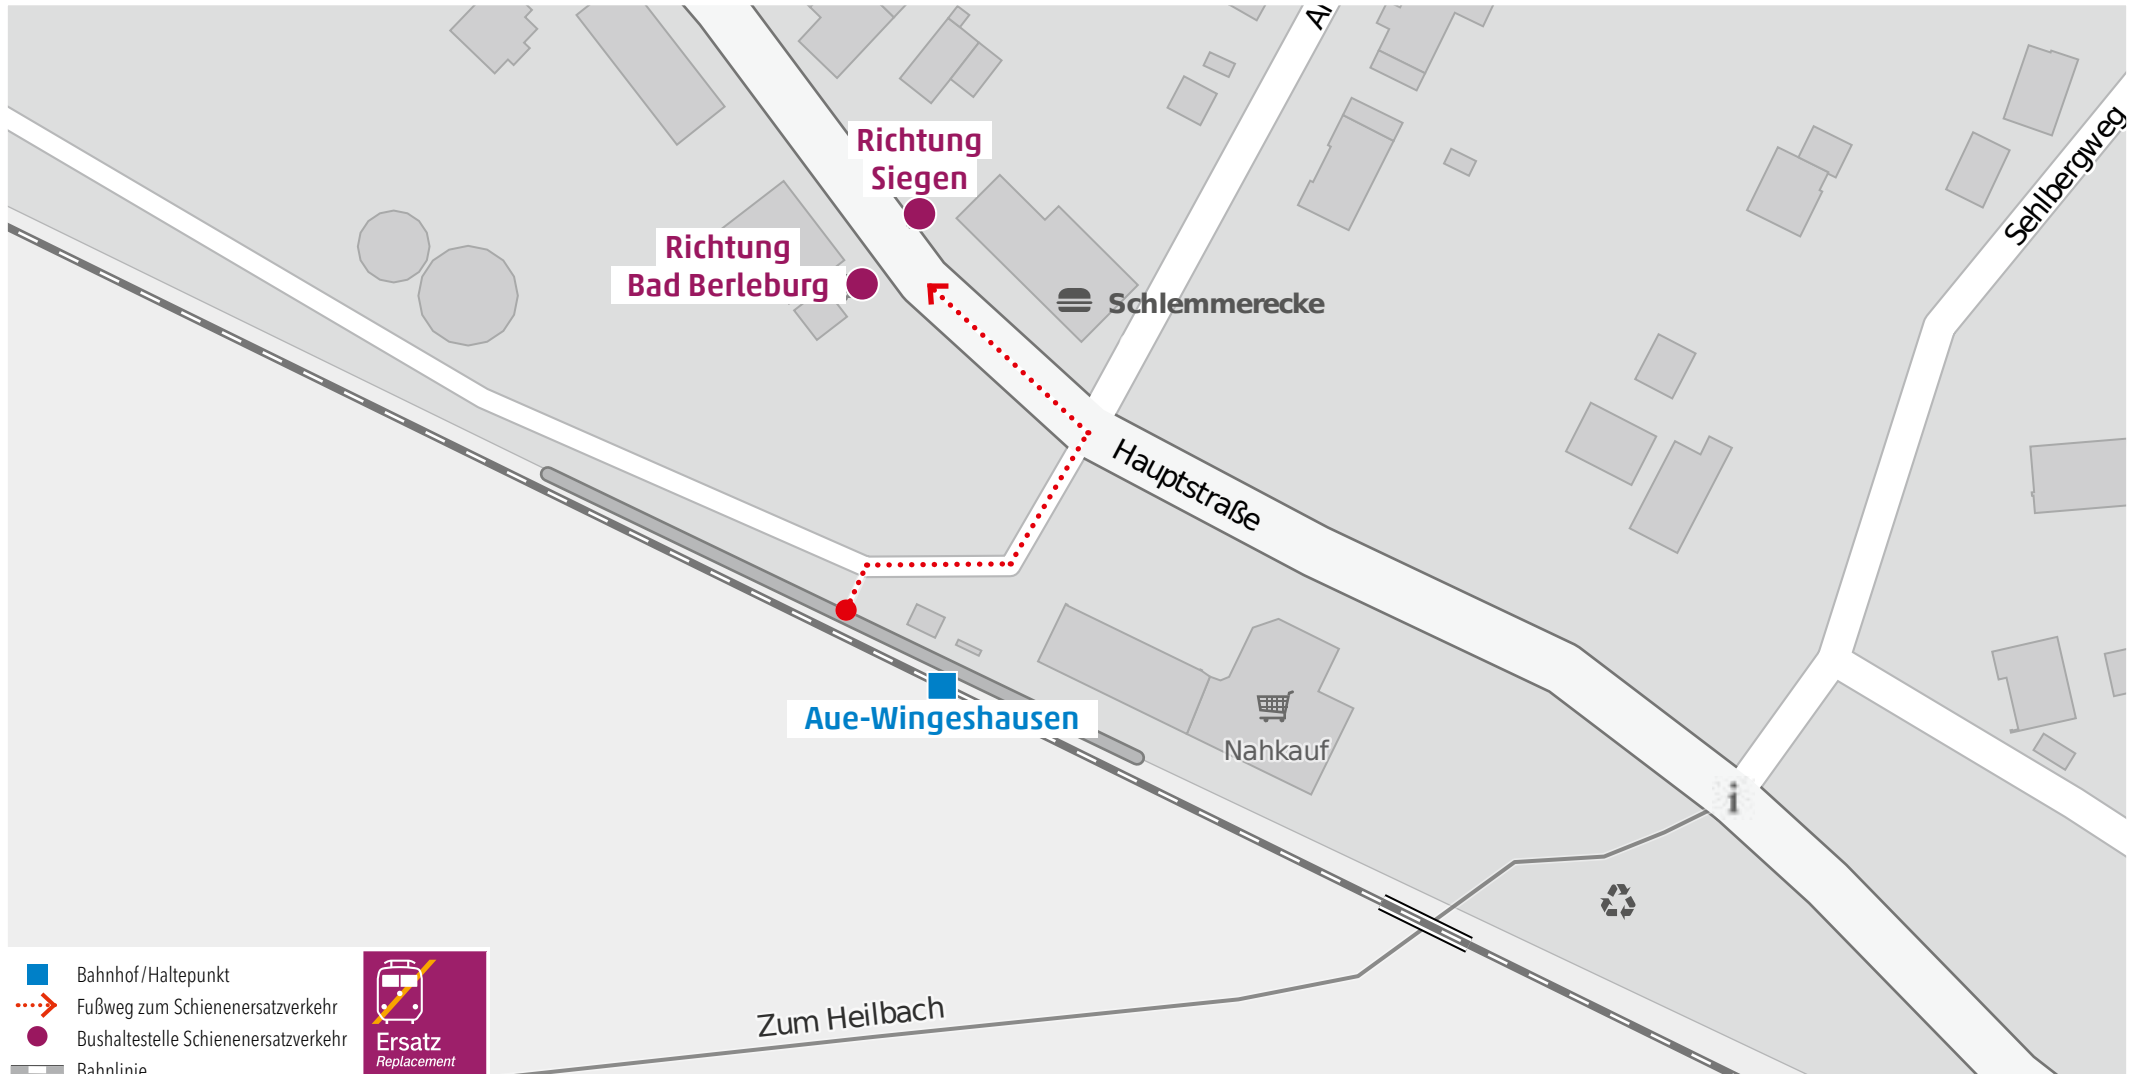 Richtung
Siegen
Richtung
Bad Berleburg
Schlemmerecke
Sehlbergweg
Hauptstraße
Aue-Wingeshausen
Nahkauf
Zum Heilbach
Bahnhof/Haltepunkt
Fußweg zum Schienenersatzverkehr
Bushaltestelle Schienenersatzverkehr
Bahnlinie
Ersatz
Replacement